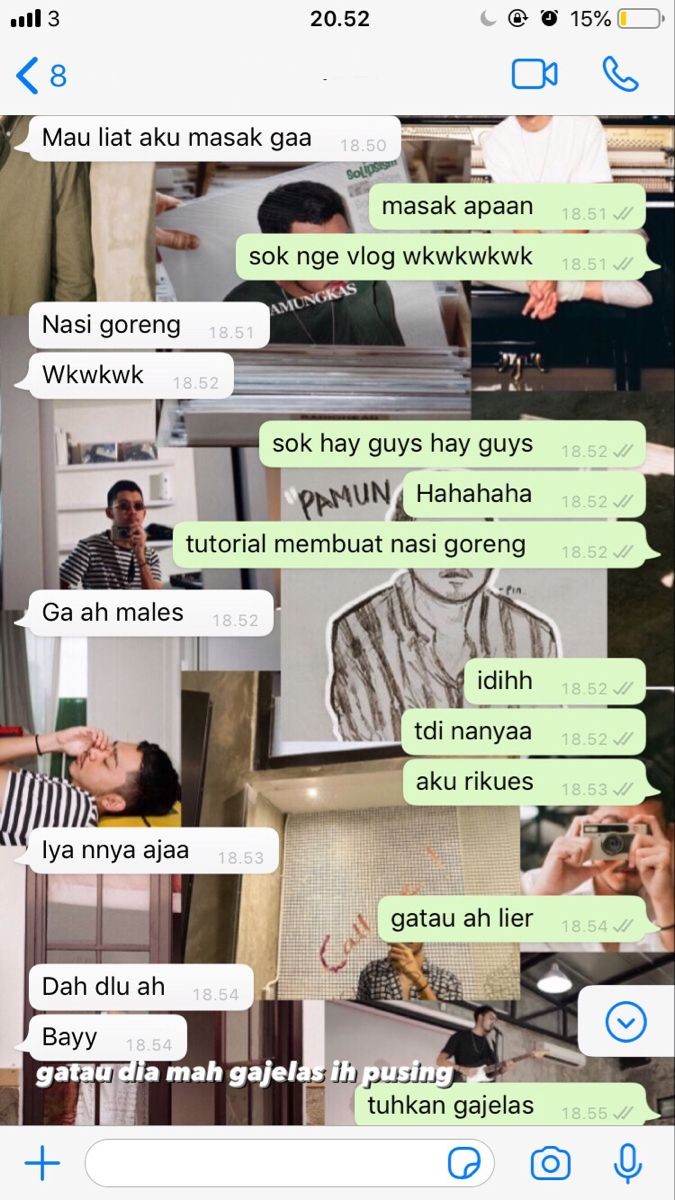 3 20.52 15%
8
Mau liat aku masak gaa 18.50
Solipsism
masak apaan 18.51
sok nge vlog wkwkwkwk 18.51
AMUNGKAS
Nasi goreng 18.51
Wkwkwk 18.52
sok hay guys hay guys 18.52
"PAMUN
Hahahaha 18.52
tutorial membuat nasi goreng 18.52
Ga ah males 18.52
idihh 18.52
tdi nanyaa 18.52
aku rikues 18.53
Iya nnya ajaa 18.53
Call
gatau ah lier 18.54
Dah dlu ah 18.54
Bayy 18.54
gatau dia mah gajelas ih pusing
tuhkan gajelas 18.55